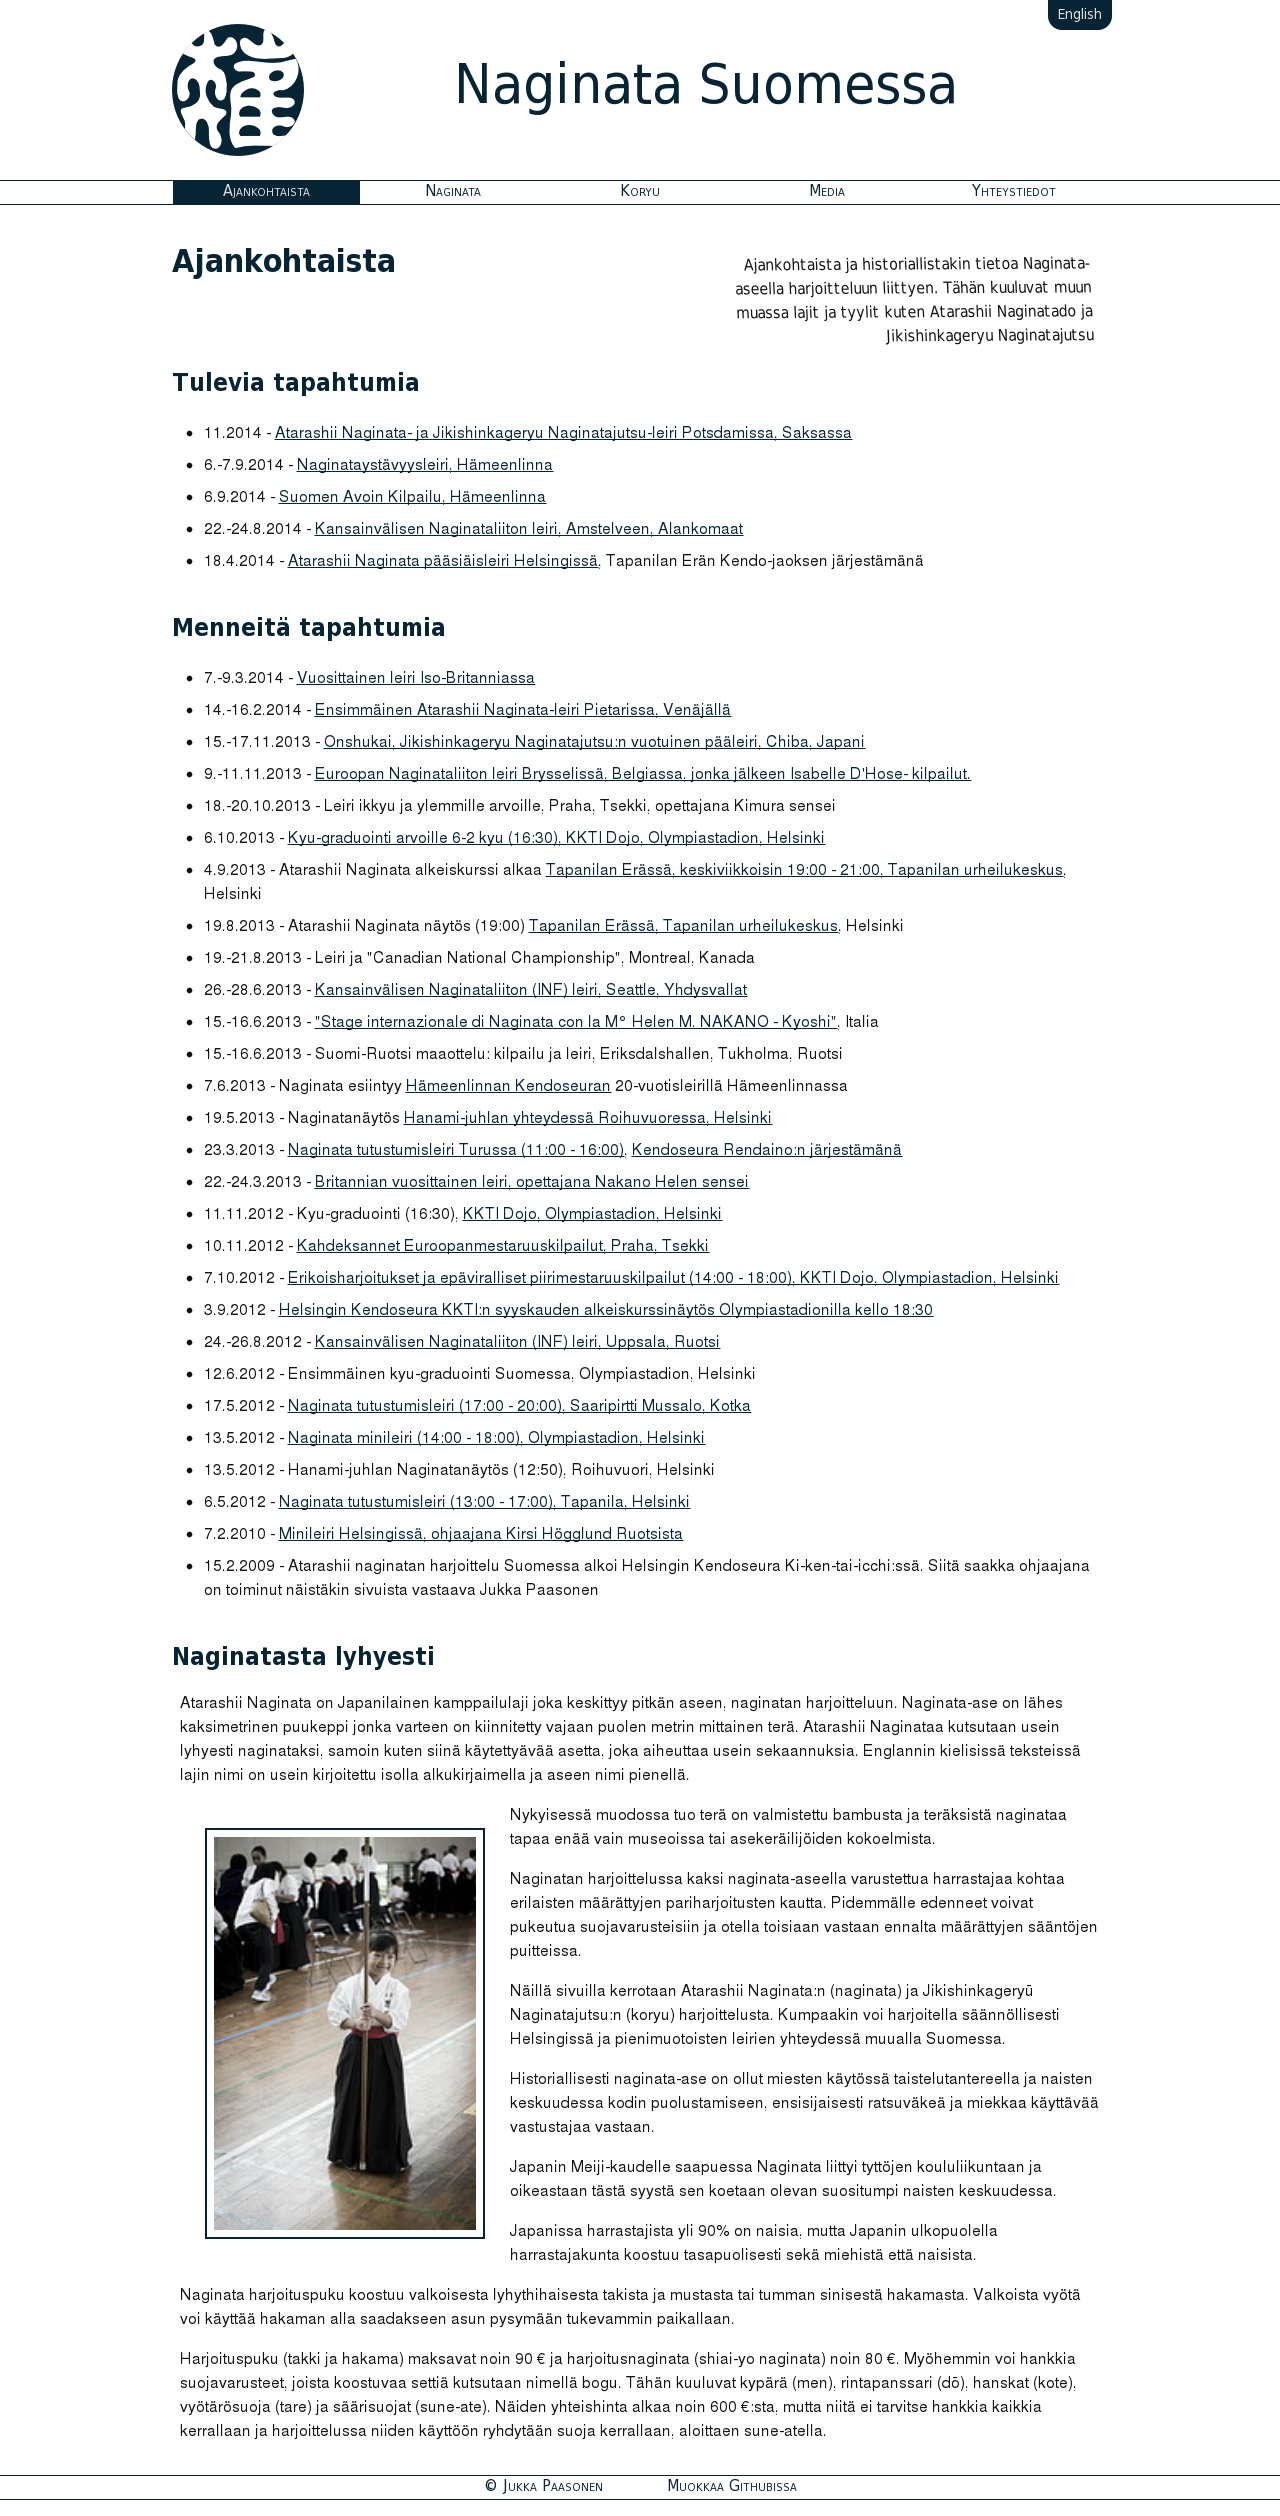 English
Naginata Suomessa
Ajankohtaista
Naginata
Koryu
Media
Yhteystiedot
Ajankohtaista
Ajankohtaista ja historiallistakin tietoa Naginata-
aseella harjoitteluun liittyen. Tähän kuuluvat muun
muassa lajit ja tyylit kuten Atarashii Naginatado ja
Jikishinkageryu Naginatajutsu
Tulevia tapahtumia
11.2014 - Atarashii Naginata- ja Jikishinkageryu Naginatajutsu-leiri Potsdamissa, Saksassa
6.-7.9.2014 - Naginataystävyysleiri, Hämeenlinna
6.9.2014 - Suomen Avoin Kilpailu, Hämeenlinna
22.-24.8.2014 - Kansainvälisen Naginataliiton leiri, Amstelveen, Alankomaat
18.4.2014 - Atarashii Naginata pääsiäisleiri Helsingissä, Tapanilan Erän Kendo-jaoksen järjestämänä
Menneitä tapahtumia
7.-9.3.2014 - Vuosittainen leiri Iso-Britanniassa
14.-16.2.2014 - Ensimmäinen Atarashii Naginata-leiri Pietarissa, Venäjällä
15.-17.11.2013 - Onshukai, Jikishinkageryu Naginatajutsu:n vuotuinen pääleiri, Chiba, Japani
9.-11.11.2013 - Euroopan Naginataliiton leiri Brysselissä, Belgiassa, jonka jälkeen Isabelle D'Hose- kilpailut.
18.-20.10.2013 - Leiri ikkyu ja ylemmille arvoille, Praha, Tsekki, opettajana Kimura sensei
6.10.2013 - Kyu-graduointi arvoille 6-2 kyu (16:30), KKTI Dojo, Olympiastadion, Helsinki
4.9.2013 - Atarashii Naginata alkeiskurssi alkaa Tapanilan Erässä, keskiviikkoisin 19:00 - 21:00, Tapanilan urheilukeskus,
Helsinki
19.8.2013 - Atarashii Naginata näytös (19:00) Tapanilan Erässä, Tapanilan urheilukeskus, Helsinki
19.-21.8.2013 - Leiri ja "Canadian National Championship", Montreal, Kanada
26.-28.6.2013 - Kansainvälisen Naginataliiton (INF) leiri, Seattle, Yhdysvallat
15.-16.6.2013 - "Stage internazionale di Naginata con la M° Helen M. NAKANO - Kyoshi", Italia
15.-16.6.2013 - Suomi-Ruotsi maaottelu: kilpailu ja leiri, Eriksdalshallen, Tukholma, Ruotsi
7.6.2013 - Naginata esiintyy Hämeenlinnan Kendoseuran 20-vuotisleirillä Hämeenlinnassa
19.5.2013 - Naginatanäytös Hanami-juhlan yhteydessä Roihuvuoressa, Helsinki
23.3.2013 - Naginata tutustumisleiri Turussa (11:00 - 16:00), Kendoseura Rendaino:n järjestämänä
22.-24.3.2013 - Britannian vuosittainen leiri, opettajana Nakano Helen sensei
11.11.2012 - Kyu-graduointi (16:30), KKTI Dojo, Olympiastadion, Helsinki
10.11.2012 - Kahdeksannet Euroopanmestaruuskilpailut, Praha, Tsekki
7.10.2012 - Erikoisharjoitukset ja epäviralliset piirimestaruuskilpailut (14:00 - 18:00), KKTI Dojo, Olympiastadion, Helsinki
3.9.2012 - Helsingin Kendoseura KKTI:n syyskauden alkeiskurssinäytös Olympiastadionilla kello 18:30
24.-26.8.2012 - Kansainvälisen Naginataliiton (INF) leiri, Uppsala, Ruotsi
12.6.2012 - Ensimmäinen kyu-graduointi Suomessa, Olympiastadion, Helsinki
17.5.2012 - Naginata tutustumisleiri (17:00 - 20:00), Saaripirtti Mussalo, Kotka
13.5.2012 - Naginata minileiri (14:00 - 18:00), Olympiastadion, Helsinki
13.5.2012 - Hanami-juhlan Naginatanäytös (12:50), Roihuvuori, Helsinki
6.5.2012 - Naginata tutustumisleiri (13:00 - 17:00), Tapanila, Helsinki
7.2.2010 - Minileiri Helsingissä, ohjaajana Kirsi Högglund Ruotsista
15.2.2009 - Atarashii naginatan harjoittelu Suomessa alkoi Helsingin Kendoseura Ki-ken-tai-icchi:ssä. Siitä saakka ohjaajana
on toiminut näistäkin sivuista vastaava Jukka Paasonen
Naginatasta lyhyesti
Atarashii Naginata on Japanilainen kamppailulaji joka keskittyy pitkän aseen, naginatan harjoitteluun. Naginata-ase on lähes
kaksimetrinen puukeppi jonka varteen on kiinnitetty vajaan puolen metrin mittainen terä. Atarashii Naginataa kutsutaan usein
lyhyesti naginataksi, samoin kuten siinä käytettyävää asetta, joka aiheuttaa usein sekaannuksia. Englannin kielisissä teksteissä
lajin nimi on usein kirjoitettu isolla alkukirjaimella ja aseen nimi pienellä.
Nykyisessä muodossa tuo terä on valmistettu bambusta ja teräksistä naginataa
tapaa enää vain museoissa tai asekeräilijöiden kokoelmista.
Naginatan harjoittelussa kaksi naginata-aseella varustettua harrastajaa kohtaa
erilaisten määrättyjen pariharjoitusten kautta. Pidemmälle edenneet voivat
pukeutua suojavarusteisiin ja otella toisiaan vastaan ennalta määrättyjen sääntöjen
puitteissa.
Näillä sivuilla kerrotaan Atarashii Naginata:n (naginata) ja Jikishinkageryū
Naginatajutsu:n (koryu) harjoittelusta. Kumpaakin voi harjoitella säännöllisesti
Helsingissä ja pienimuotoisten leirien yhteydessä muualla Suomessa.
Historiallisesti naginata-ase on ollut miesten käytössä taistelutantereella ja naisten
keskuudessa kodin puolustamiseen, ensisijaisesti ratsuväkeä ja miekkaa käyttävää
vastustajaa vastaan.
Japanin Meiji-kaudelle saapuessa Naginata liittyi tyttöjen koululiikuntaan ja
oikeastaan tästä syystä sen koetaan olevan suositumpi naisten keskuudessa.
Japanissa harrastajista yli 90% on naisia, mutta Japanin ulkopuolella
harrastajakunta koostuu tasapuolisesti sekä miehistä että naisista.
Naginata harjoituspuku koostuu valkoisesta lyhythihaisesta takista ja mustasta tai tumman sinisestä hakamasta. Valkoista vyötä
voi käyttää hakaman alla saadakseen asun pysymään tukevammin paikallaan.
Harjoituspuku (takki ja hakama) maksavat noin 90 € ja harjoitusnaginata (shiai-yo naginata) noin 80 €. Myöhemmin voi hankkia
suojavarusteet, joista koostuvaa settiä kutsutaan nimellä bogu. Tähän kuuluvat kypärä (men), rintapanssari (dō), hanskat (kote),
vyötärösuoja (tare) ja säärisuojat (sune-ate). Näiden yhteishinta alkaa noin 600 €:sta, mutta niitä ei tarvitse hankkia kaikkia
kerrallaan ja harjoittelussa niiden käyttöön ryhdytään suoja kerrallaan, aloittaen sune-atella.
© Jukka Paasonen
Muokkaa Githubissa